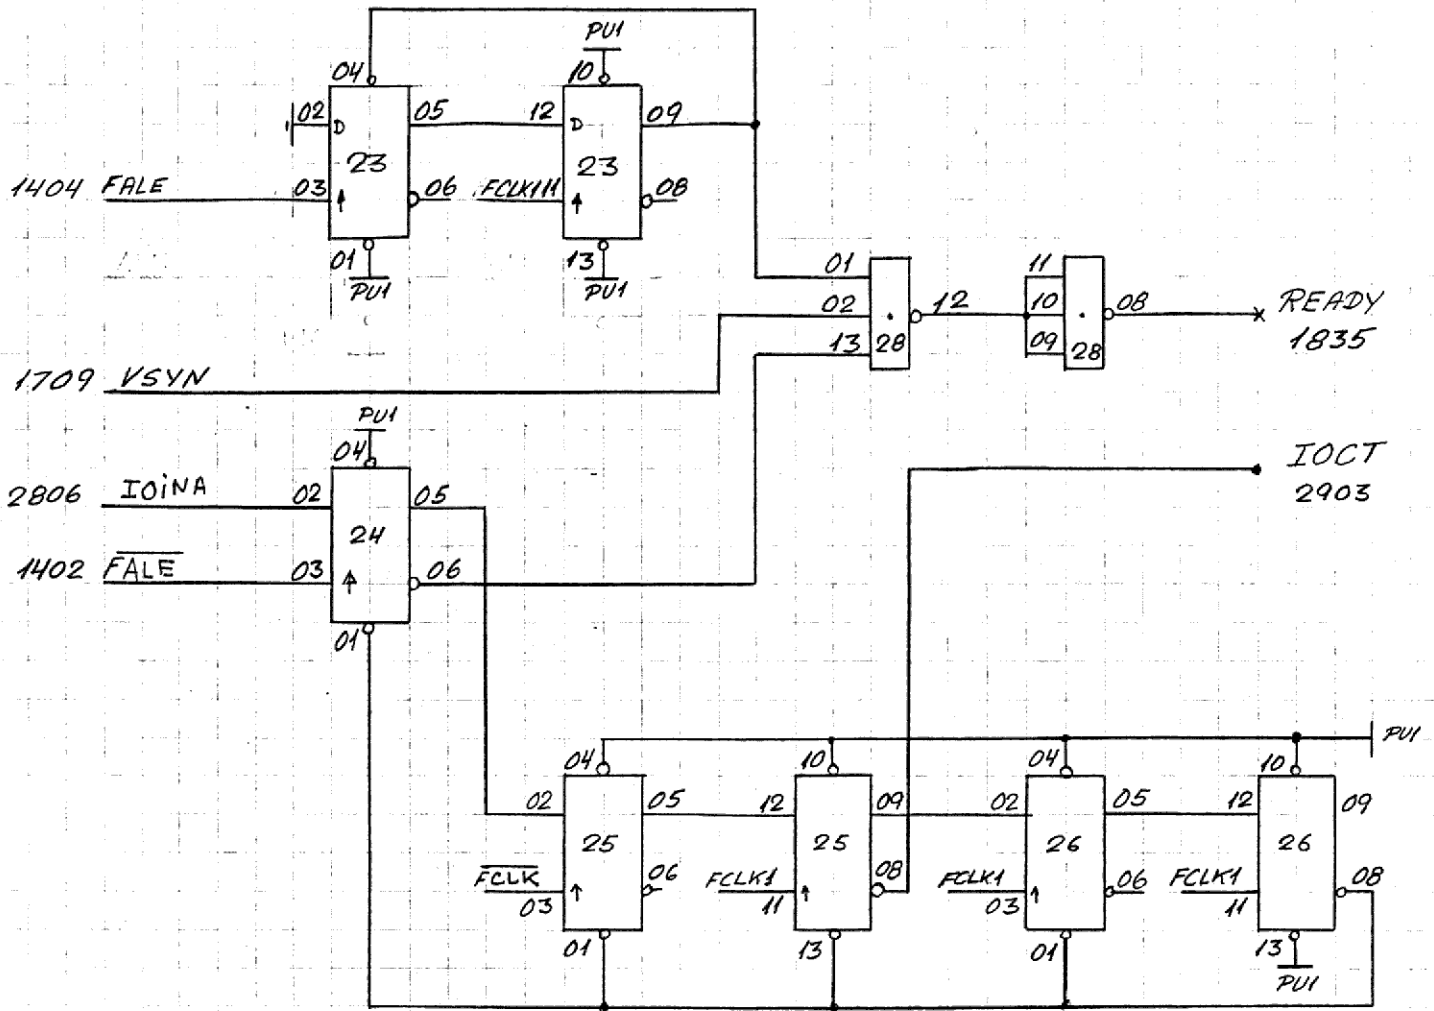 PU1
04 10
02 D 05 12 D 09
23 23
1404 FALE 03 06 FCLK1 11 08
01 13
PU1 PU1
01 11
02 12 10 08 READY
13 28 09 28 1835
1709 VSYN
PU1
04
IOCT
2806 IOiNA 02 05 2903
24
1402 FALE 03 06
01
PU1
04 10 04 10
02 05 12 09 02 05 12 09
25 25 26 26
FCLK 06 FCLK1 08 FCLK1 06 FCLK1 08
03 11 03 11
01 13 01 13
PU1